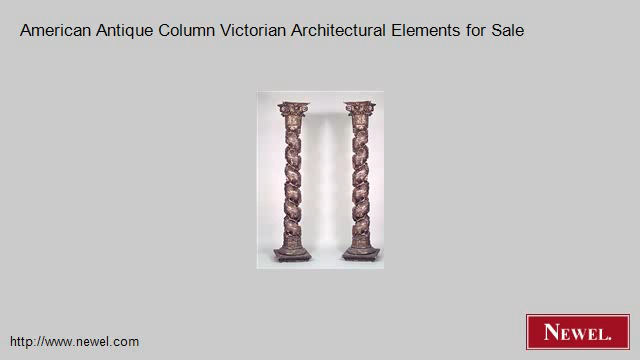 American Antique Column Victorian Architectural Elements for Sale
NEWEL.
http://www.newel.com